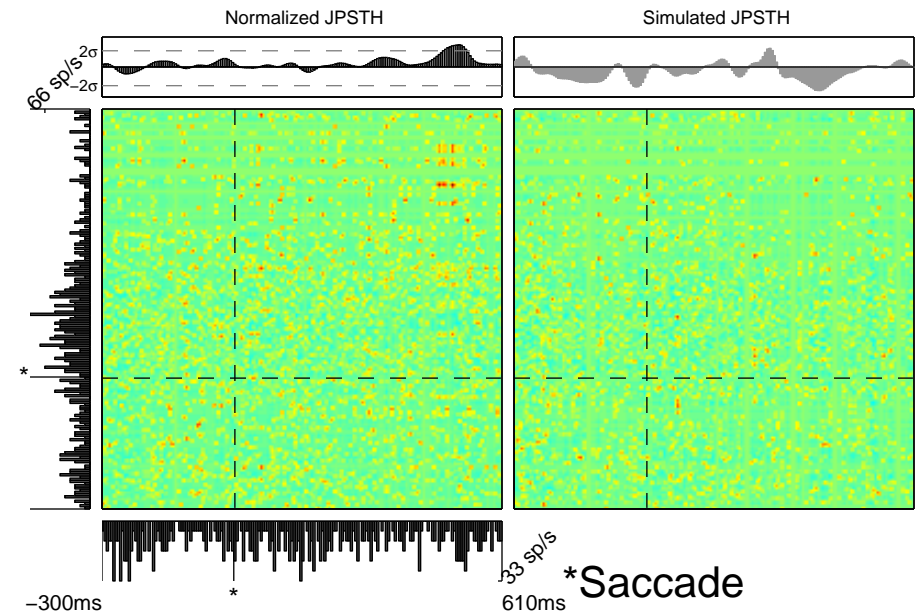 Normalized JPSTH
Simulated JPSTH
2σ
−2σ
66 sp/s
*
*
33 sp/s
*Saccade
−300ms
610ms